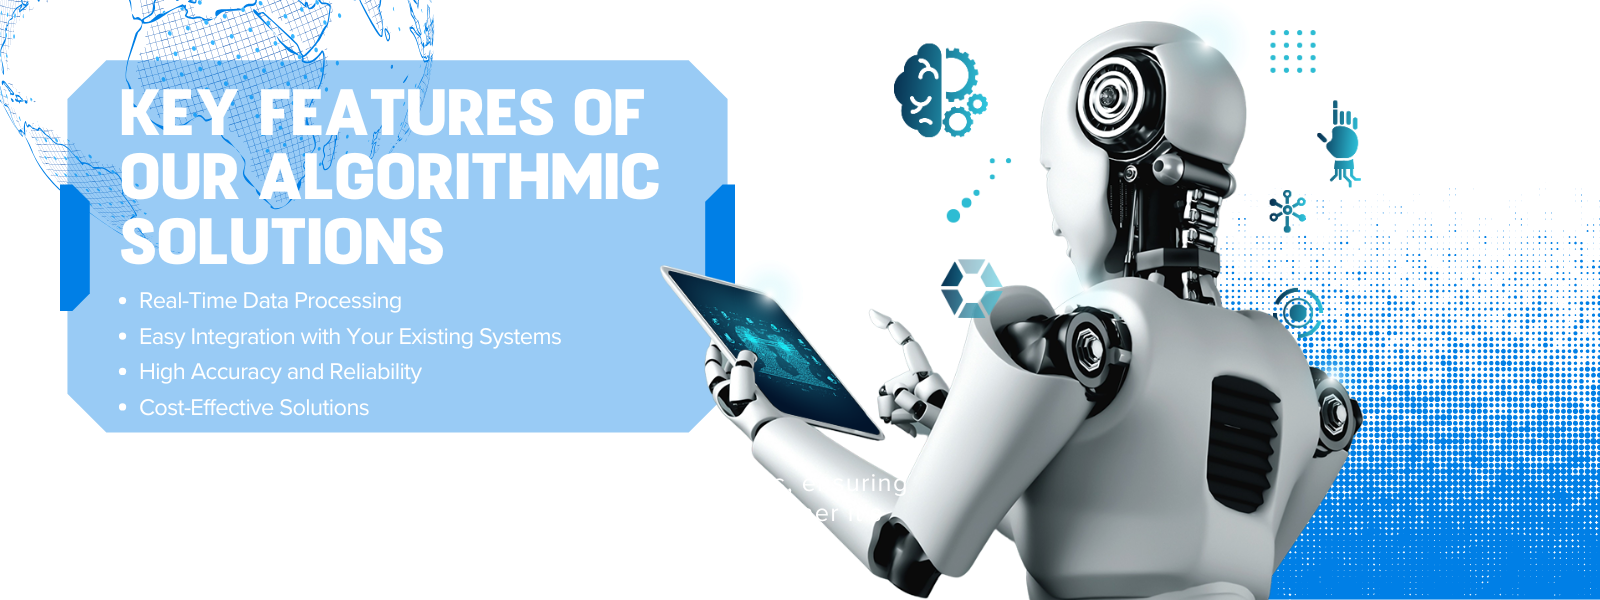 KEY FEATURES OF
OUR ALGORITHMIC
SOLUTIONS
Real-Time Data Processing
Easy Integration with Your Existing Systems
High Accuracy and Reliability
Cost-Effective Solutions
ensuring